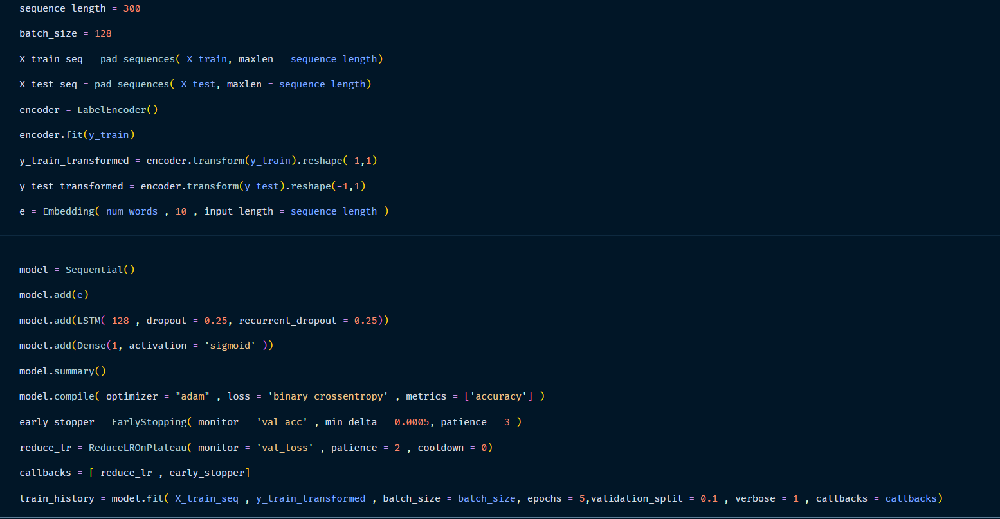 sequence_length = 300
batch_size = 128
X_train_seq = pad_sequences( X_train, maxlen = sequence_length)
X_test_seq = pad_sequences( X_test, maxlen = sequence_length)
encoder = LabelEncoder()
encoder.fit(y_train)
y_train_transformed = encoder.transform(y_train).reshape(-1,1)
y_test_transformed = encoder.transform(y_test).reshape(-1,1)
e = Embedding( num_words , 10 , input_length = sequence_length )
model = Sequential()
model.add(e)
model.add(LSTM( 128 , dropout = 0.25, recurrent_dropout = 0.25))
model.add(Dense(1, activation = 'sigmoid' ))
model.summary()
model.compile( optimizer = "adam" , loss = 'binary_crossentropy' , metrics = ['accuracy'] )
early_stopper = EarlyStopping( monitor = 'val_acc' , min_delta = 0.0005, patience = 3 )
reduce_lr = ReduceLROnPlateau( monitor = 'val_loss' , patience = 2 , cooldown = 0)
callbacks = [ reduce_lr , early_stopper]
train_history = model.fit( X_train_seq , y_train_transformed , batch_size = batch_size, epochs = 5,validation_split = 0.1 , verbose = 1 , callbacks = callbacks)